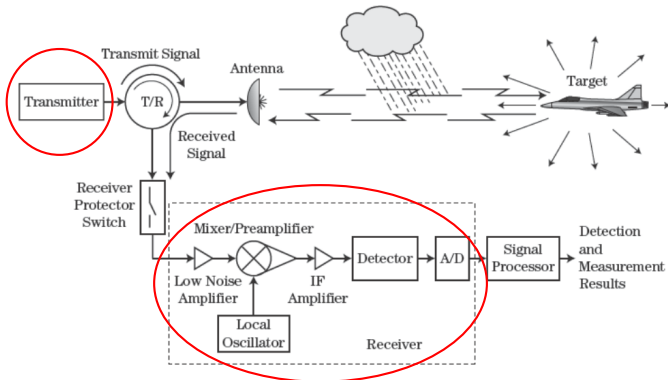 Transmit Signal
Transmitter
T/R
Antenna
Target
Received
Signal
Receiver
Protector
Switch
Mixer/Preamplifier
Low Noise
Amplifier
IF
Amplifier
Detector
A/D
Signal
Processor
Detection
and
Measurement
Results
Local
Oscillator
Receiver